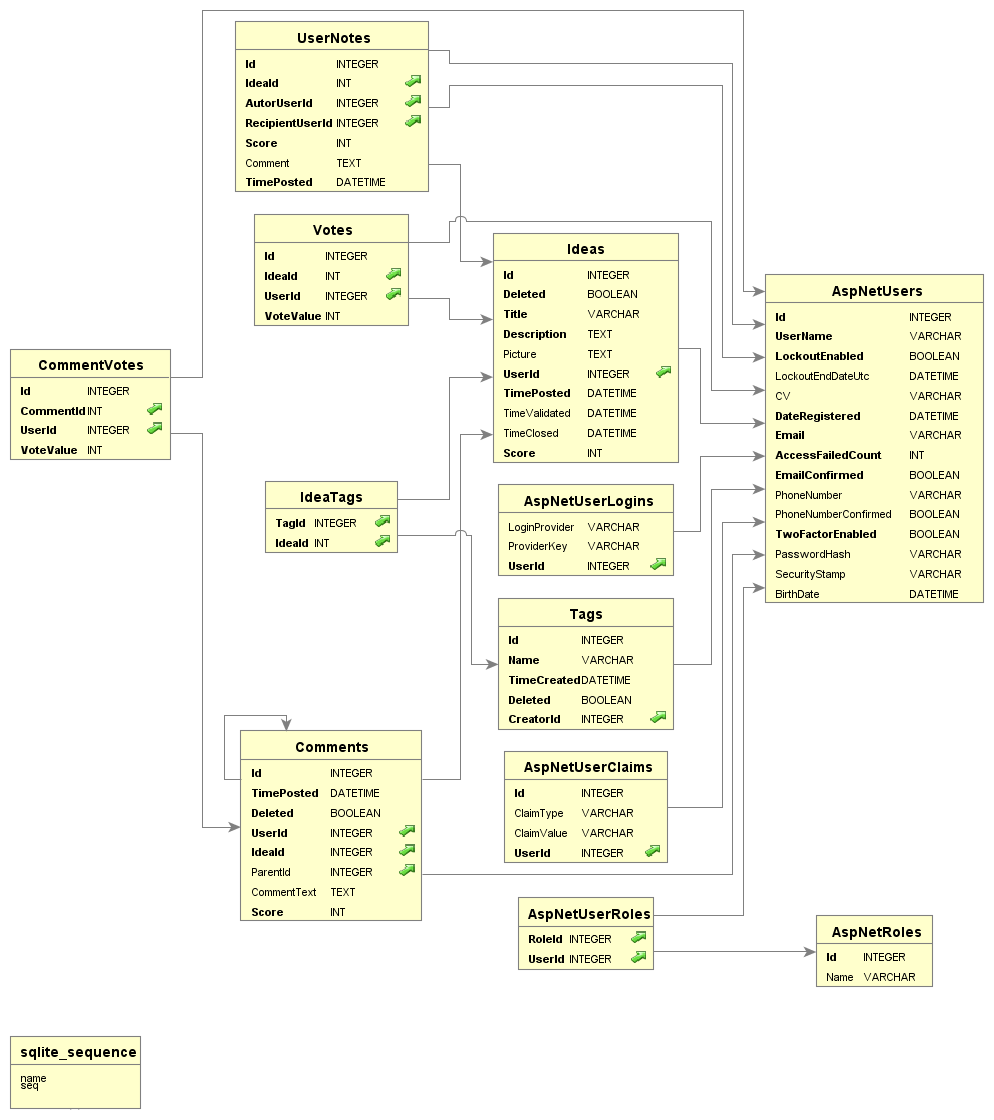 UserNotes
Id INTEGER
IdeaId INT
AutorUserId INTEGER
RecipientUserId INTEGER
Score INT
Comment TEXT
TimePosted DATETIME
Votes
Id INTEGER
IdeaId INT
UserId INTEGER
VoteValue INT
Ideas
Id INTEGER
Deleted BOOLEAN
Title VARCHAR
Description TEXT
Picture TEXT
UserId INTEGER
TimePosted DATETIME
TimeValidated DATETIME
TimeClosed DATETIME
Score INT
AspNetUsers
Id INTEGER
UserName VARCHAR
LockoutEnabled BOOLEAN
LockoutEndDateUtc DATETIME
CV VARCHAR
DateRegistered DATETIME
Email VARCHAR
AccessFailedCount INT
EmailConfirmed BOOLEAN
PhoneNumber VARCHAR
PhoneNumberConfirmed BOOLEAN
TwoFactorEnabled BOOLEAN
PasswordHash VARCHAR
SecurityStamp VARCHAR
BirthDate DATETIME
CommentVotes
Id INTEGER
CommentId INT
UserId INTEGER
VoteValue INT
IdeaTags
TagId INTEGER
IdeaId INT
AspNetUserLogins
LoginProvider VARCHAR
ProviderKey VARCHAR
UserId INTEGER
Tags
Id INTEGER
Name VARCHAR
TimeCreated DATETIME
Deleted BOOLEAN
CreatorId INTEGER
Comments
Id INTEGER
TimePosted DATETIME
Deleted BOOLEAN
UserId INTEGER
IdeaId INTEGER
ParentId INTEGER
CommentText TEXT
Score INT
AspNetUserClaims
Id INTEGER
ClaimType VARCHAR
ClaimValue VARCHAR
UserId INTEGER
AspNetUserRoles
RoleId INTEGER
UserId INTEGER
AspNetRoles
Id INTEGER
Name VARCHAR
sqlite_sequence
name
seq